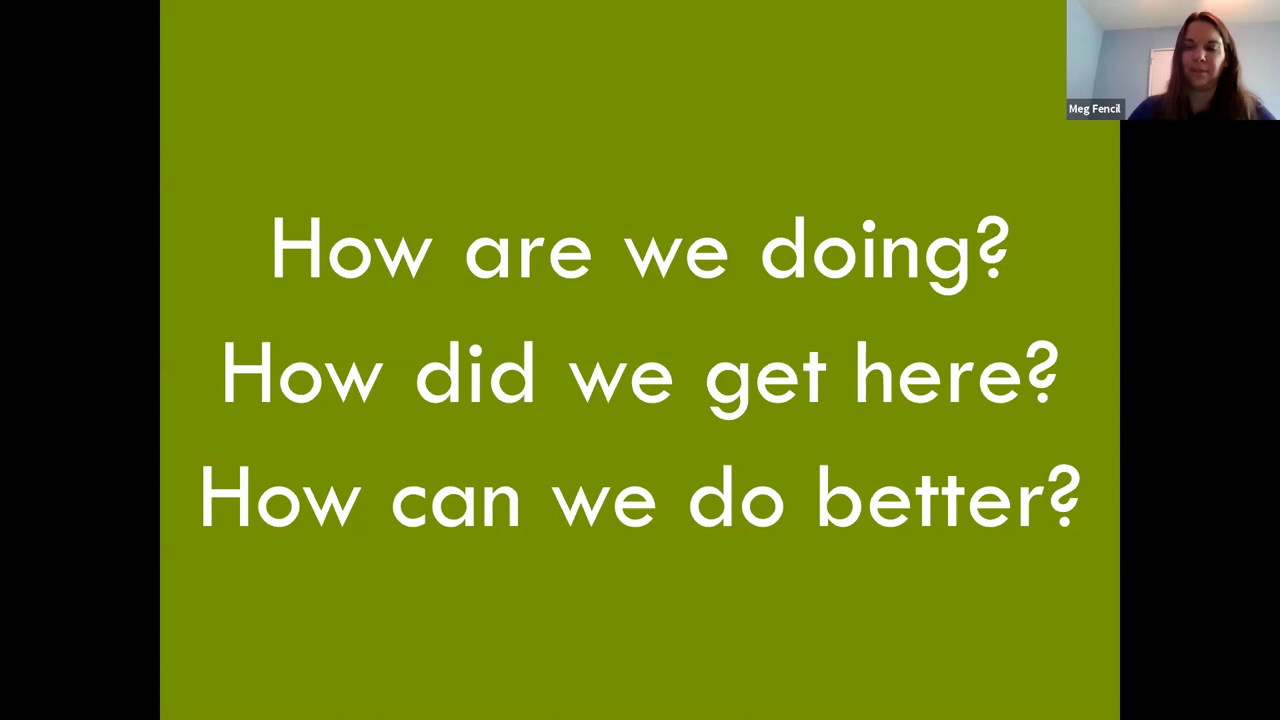 Meg Fencil
How are we doing?
How did we get here?
How can we do better?